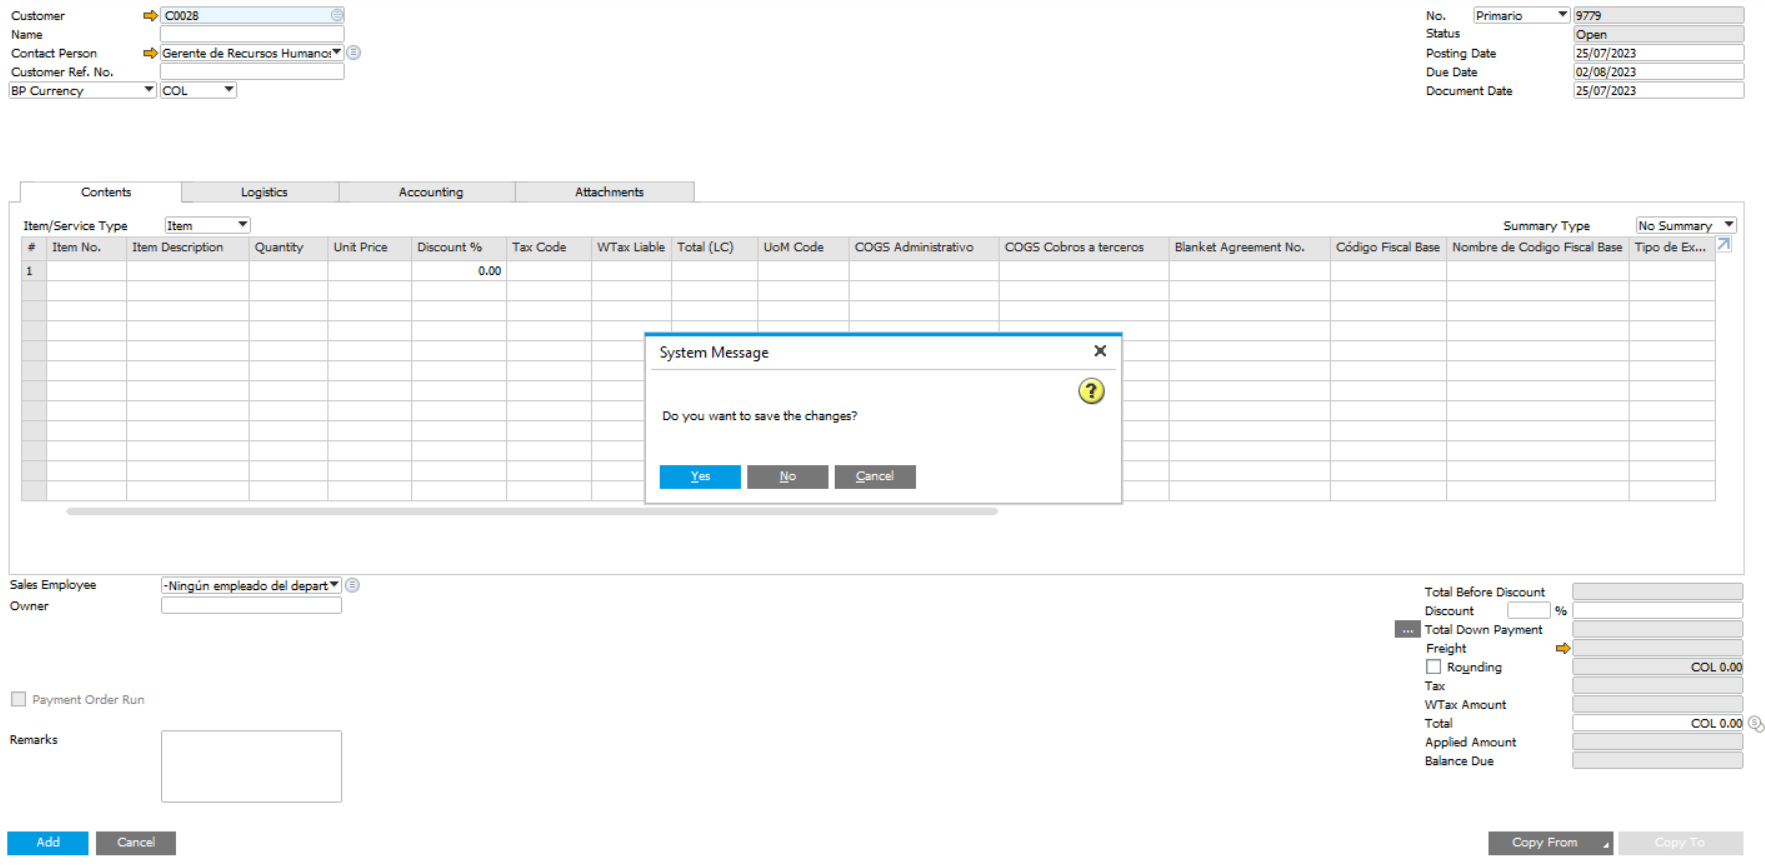 Customer C0028
Name
Contact Person Gerente de Recursos Humanos
Customer Ref. No.
BP Currency COL
No. Primario 9779
Status Open
Posting Date 25/07/2023
Due Date 02/08/2023
Document Date 25/07/2023
Contents Logistics Accounting Attachments
Item/Service Type Item
Summary Type No Summary
# Item No. Item Description Quantity Unit Price Discount % Tax Code WTax Liable Total (LC) UoM Code COGS Administrativo COGS Cobros a terceros Blanket Agreement No. Código Fiscal Base Nombre de Codigo Fiscal Base Tipo de Ex...
1 0.00
System Message
?
Do you want to save the changes?
Yes No Cancel
Sales Employee -Ningún empleado del depart
Owner
Payment Order Run
Remarks
Total Before Discount
Discount %
... Total Down Payment
Freight
Rounding COL 0.00
Tax
WTax Amount
Total COL 0.00
Applied Amount
Balance Due
Add Cancel
Copy From Copy To